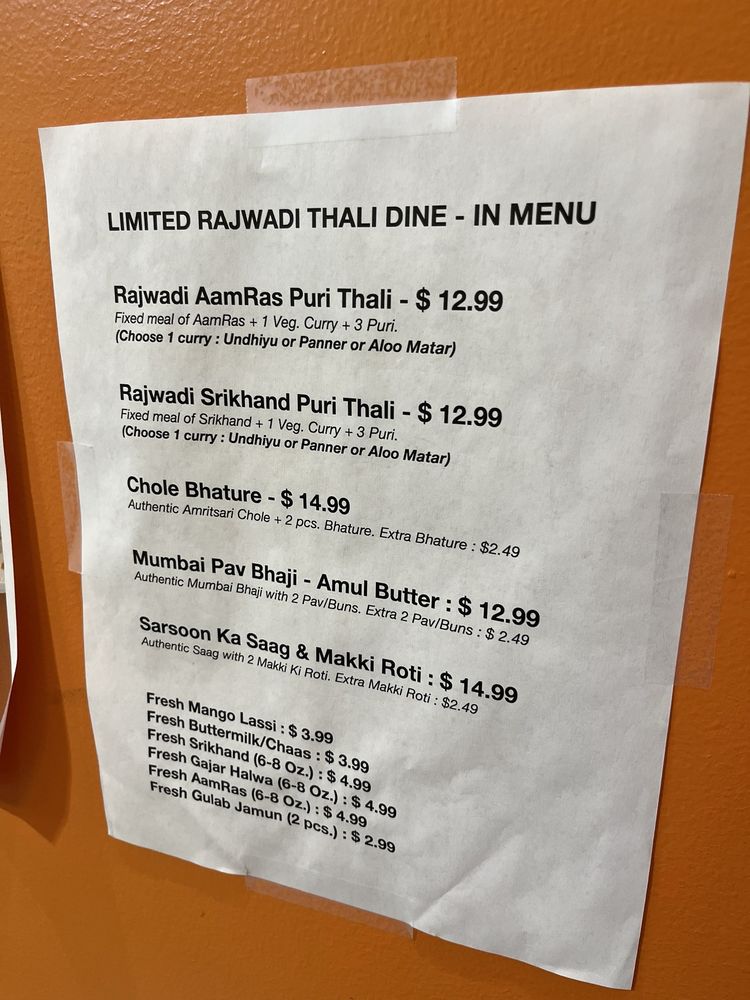 LIMITED RAJWADI THALI DINE - IN MENU
Rajwadi AamRas Puri Thali - $ 12.99
Fixed meal of AamRas + 1 Veg. Curry + 3 Puri.
(Choose 1 curry : Undhiyu or Panner or Aloo Matar)
Rajwadi Srikhand Puri Thali - $ 12.99
Fixed meal of Srikhand + 1 Veg. Curry + 3 Puri.
(Choose 1 curry : Undhiyu or Panner or Aloo Matar)
Chole Bhature - $ 14.99
Authentic Amritsari Chole + 2 pcs. Bhature. Extra Bhature : $2.49
Mumbai Pav Bhaji - Amul Butter : $ 12.99
Authentic Mumbai Bhaji with 2 Pav/Buns. Extra 2 Pav/Buns : $ 2.49
Sarsoon Ka Saag & Makki Roti : $ 14.99
Authentic Saag with 2 Makki Ki Roti. Extra Makki Roti : $2.49
Fresh Mango Lassi : $ 3.99
Fresh Buttermilk/Chaas : $ 3.99
Fresh Srikhand (6-8 Oz.) : $ 4.99
Fresh Gajar Halwa (6-8 Oz.) : $ 4.99
Fresh AamRas (6-8 Oz.) : $ 4.99
Fresh Gulab Jamun (2 pcs.) : $ 2.99